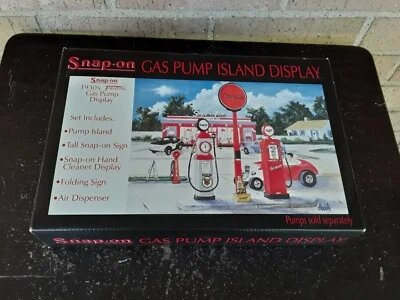 Snap-on GAS PUMP ISLAND DISPLAY
Snap-on
1930's
Gas Pump
Display
Set Includes:
•Pump Island
•Tall Snap-on Sign
•Snap-on Hand
Cleaner Display
•Folding Sign
•Air Dispenser
Pumps sold separately
Snap-on GAS PUMP ISLAND DISPLAY